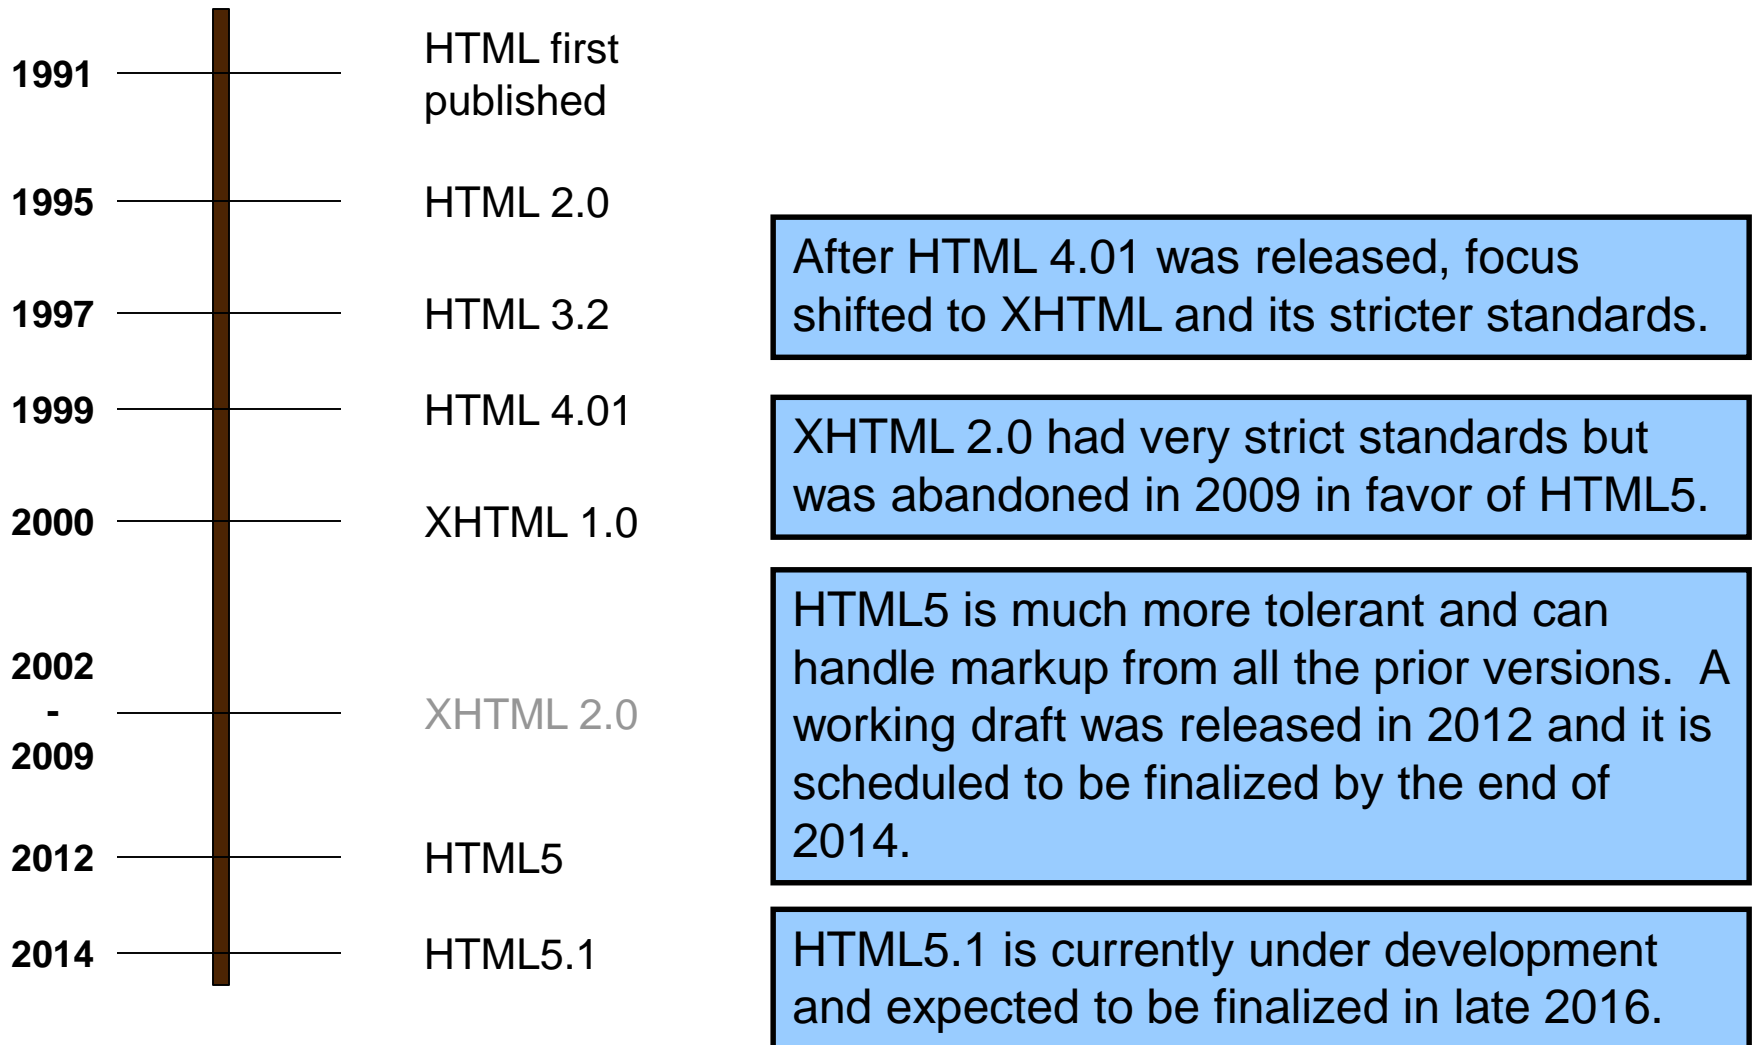 1991
HTML first
published
1995
HTML 2.0
1997
HTML 3.2
1999
HTML 4.01
2000
XHTML 1.0
2002
-
2009
XHTML 2.0
2012
HTML5
2014
HTML5.1
After HTML 4.01 was released, focus
shifted to XHTML and its stricter standards.
XHTML 2.0 had very strict standards but
was abandoned in 2009 in favor of HTML5.
HTML5 is much more tolerant and can
handle markup from all the prior versions.  A
working draft was released in 2012 and it is
scheduled to be finalized by the end of
2014.
HTML5.1 is currently under development
and expected to be finalized in late 2016.